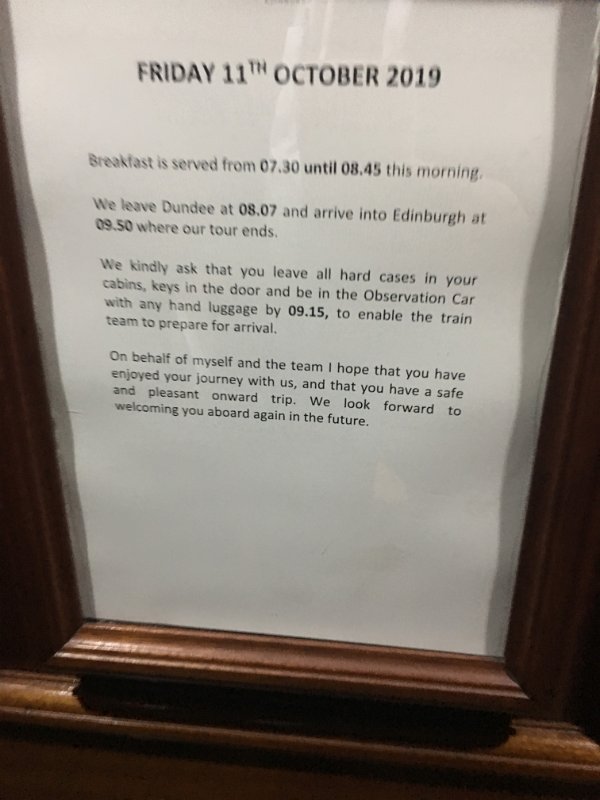 FRIDAY 11TH OCTOBER 2019
Breakfast is served from 07.30 until 08.45 this morning.
We leave Dundee at 08.07 and arrive into Edinburgh at
09.50 where our tour ends.
We kindly ask that you leave all hard cases in your
cabins, keys in the door and be in the Observation Car
with any hand luggage by 09.15, to enable the train
team to prepare for arrival.
On behalf of myself and the team I hope that you have
enjoyed your journey with us, and that you have a safe
and pleasant onward trip. We look forward to
welcoming you aboard again in the future.